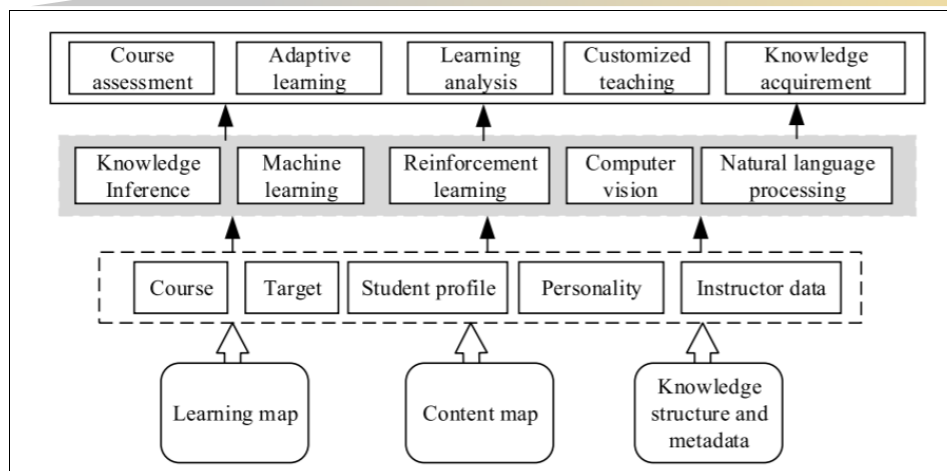 Course
assessment
Adaptive
learning
Learning
analysis
Customized
teaching
Knowledge
acquirement
Knowledge
Inference
Machine
learning
Reinforcement
learning
Computer
vision
Natural language
processing
Course
Target
Student profile
Personality
Instructor data
Learning map
Content map
Knowledge
structure and
metadata